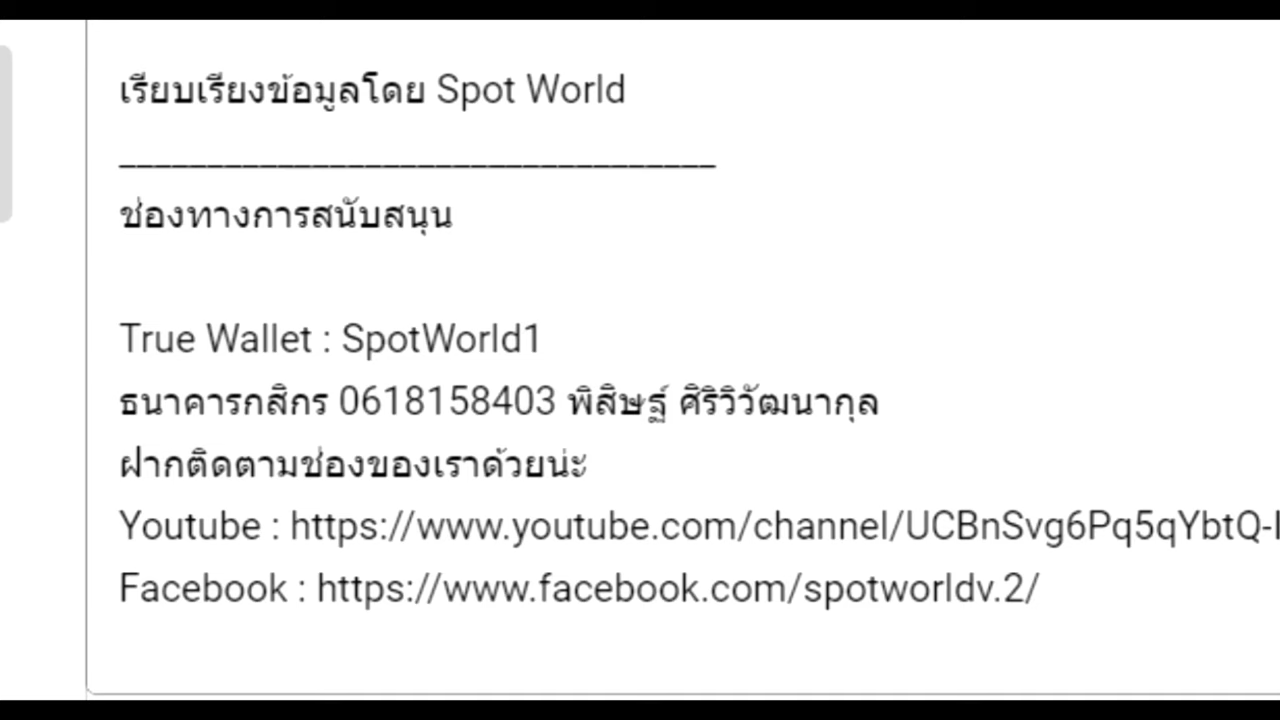 เรียบเรียงข้อมูลโดย Spot World
__________________________________
ช่องทางการสนับสนุน
True Wallet : SpotWorld1
ธนาคารกสิกร 0618158403 พิสิษฐ์ ศิริวิวัฒนากุล
ฝากติดตามช่องของเราด้วยน่ะ
Youtube : https://www.youtube.com/channel/UCBnSvg6Pq5qYbtQ-
Facebook : https://www.facebook.com/spotworldv.2/